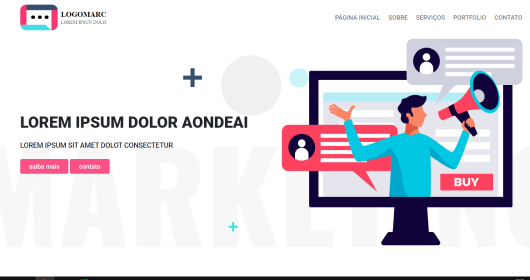 LOGOMARC
LOREM IPSUN DOLO
PÁGINA INICIAL SOBRE SERVIÇOS PORTFOLIO CONTATO
LOREM IPSUM DOLOR AONDEAI
LOREM IPSUM SIT AMET DOLOT CONSECTETUR
saiba mais contato
BUY
MARKETING